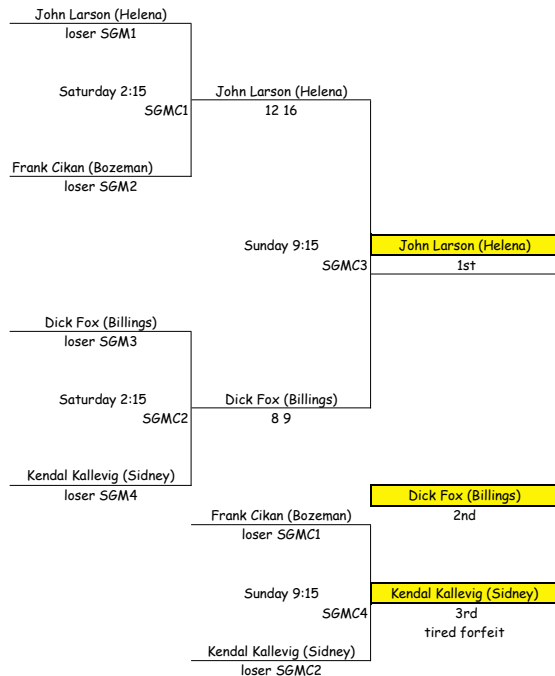 John Larson (Helena)
loser SGM1
Saturday 2:15
John Larson (Helena)
SGMC1
12 16
Frank Cikan (Bozeman)
loser SGM2
Sunday 9:15
John Larson (Helena)
SGMC3
1st
Dick Fox (Billings)
loser SGM3
Saturday 2:15
Dick Fox (Billings)
SGMC2
8 9
Kendal Kallevig (Sidney)
loser SGM4
Dick Fox (Billings)
2nd
Frank Cikan (Bozeman)
loser SGMC1
Sunday 9:15
Kendal Kallevig (Sidney)
SGMC4
3rd
tired forfeit
Kendal Kallevig (Sidney)
loser SGMC2